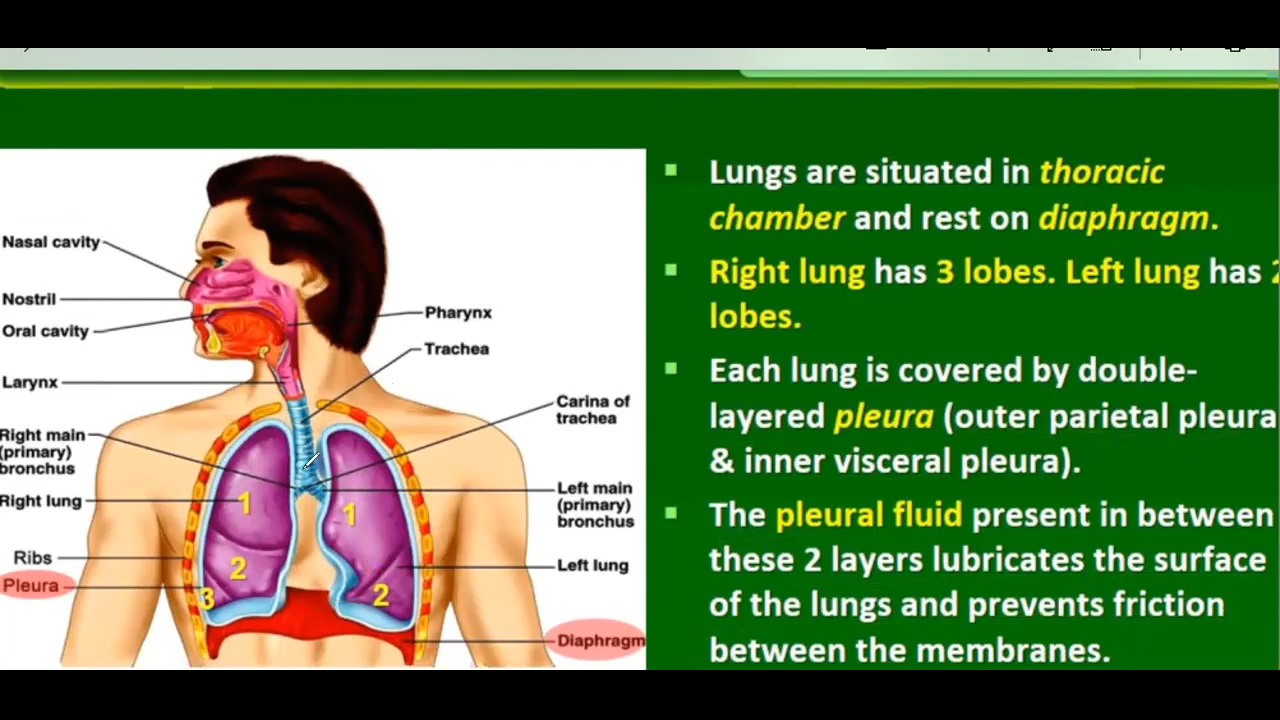 Nasal cavity
Nostril
Oral cavity
Larynx
Right main
(primary)
bronchus
Right lung
Ribs
Pleura
Pharynx
Trachea
Carina of
trachea
Left main
(primary)
bronchus
Left lung
Diaphragm
1
2
3
1
2
Lungs are situated in thoracic
chamber and rest on diaphragm.
Right lung has 3 lobes. Left lung has 2
lobes.
Each lung is covered by double-
layered pleura (outer parietal pleura
& inner visceral pleura).
The pleural fluid present in between
these 2 layers lubricates the surface
of the lungs and prevents friction
between the membranes.